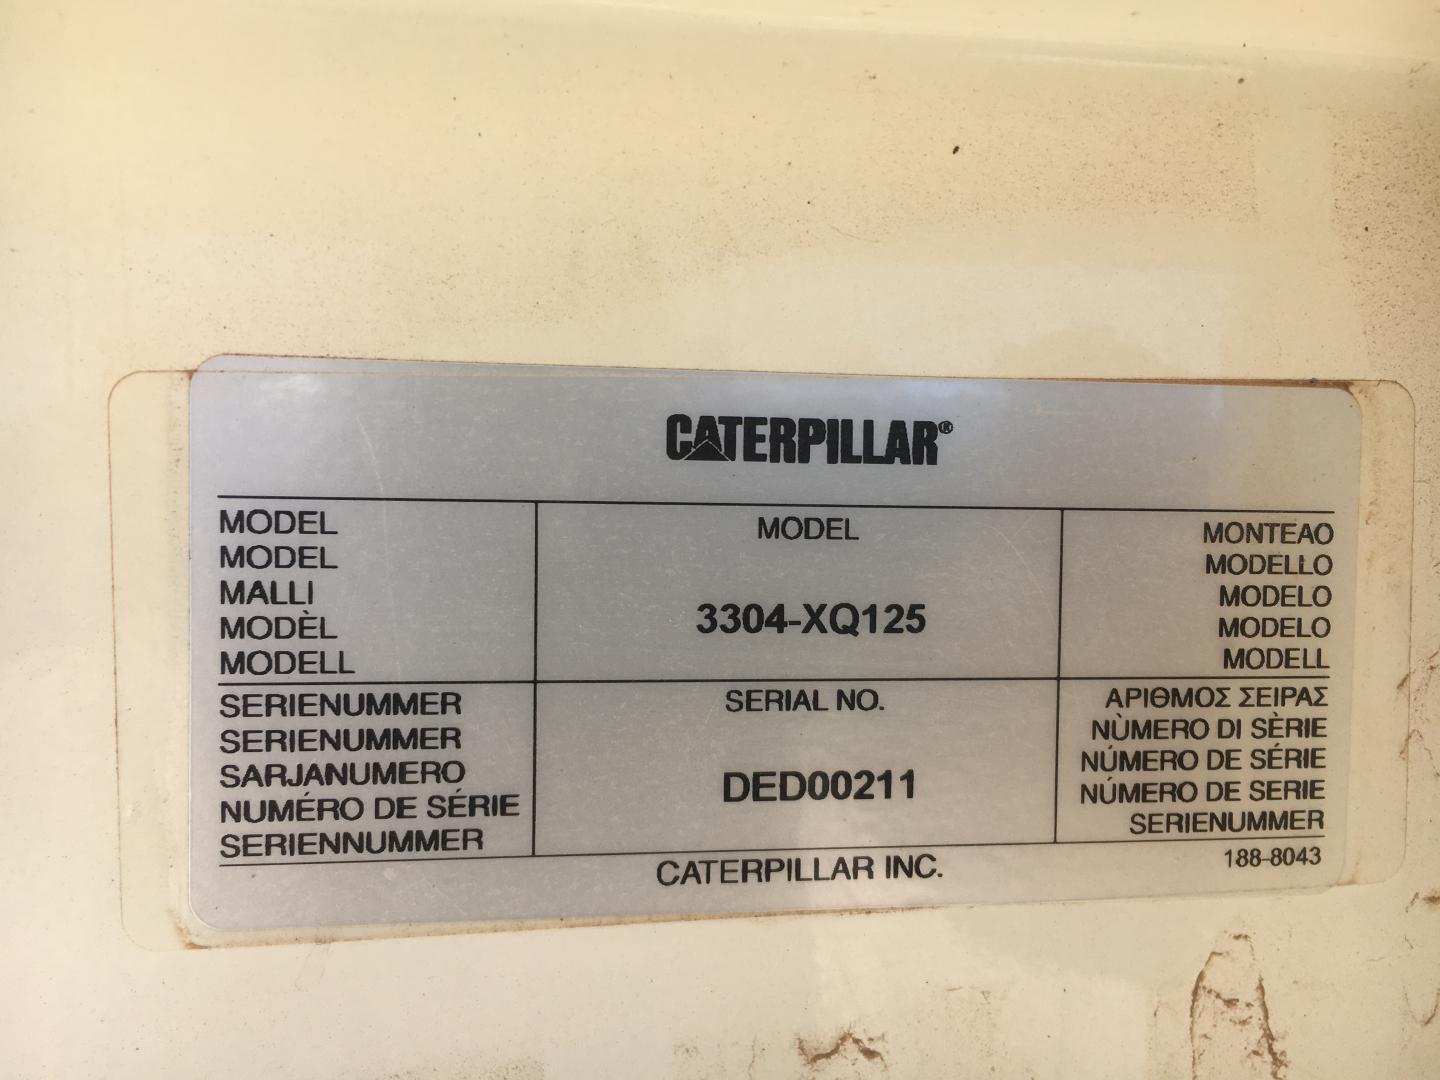 CATERPILLAR®
MODEL
MODEL
MALLI
MODÈL
MODELL
MODEL
3304-XQ125
MONTEAO
MODELLO
MODELO
MODELO
MODELL
SERIENUMMER
SERIENUMMER
SARJANUMERO
NUMÉRO DE SÉRIE
SERIENNUMMER
SERIAL NO.
DED00211
ΑΡΙΘΜΟΣ ΣΕΙΡΑΣ
NÙMERO DI SÈRIE
NÚMERO DE SÉRIE
NÚMERO DE SERIE
SERIENUMMER
CATERPILLAR INC.
188-8043